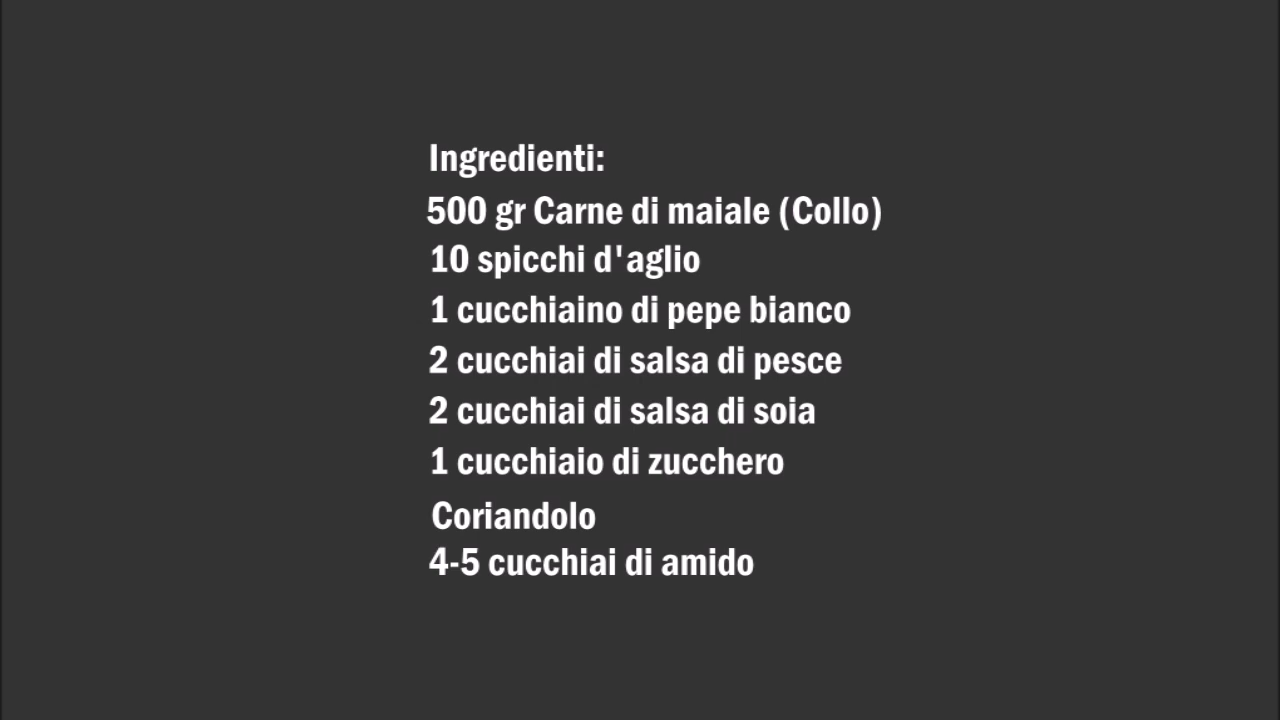 Ingredienti:
500 gr Carne di maiale (Collo)
10 spicchi d'aglio
1 cucchiaino di pepe bianco
2 cucchiai di salsa di pesce
2 cucchiai di salsa di soia
1 cucchiaio di zucchero
Coriandolo
4-5 cucchiai di amido